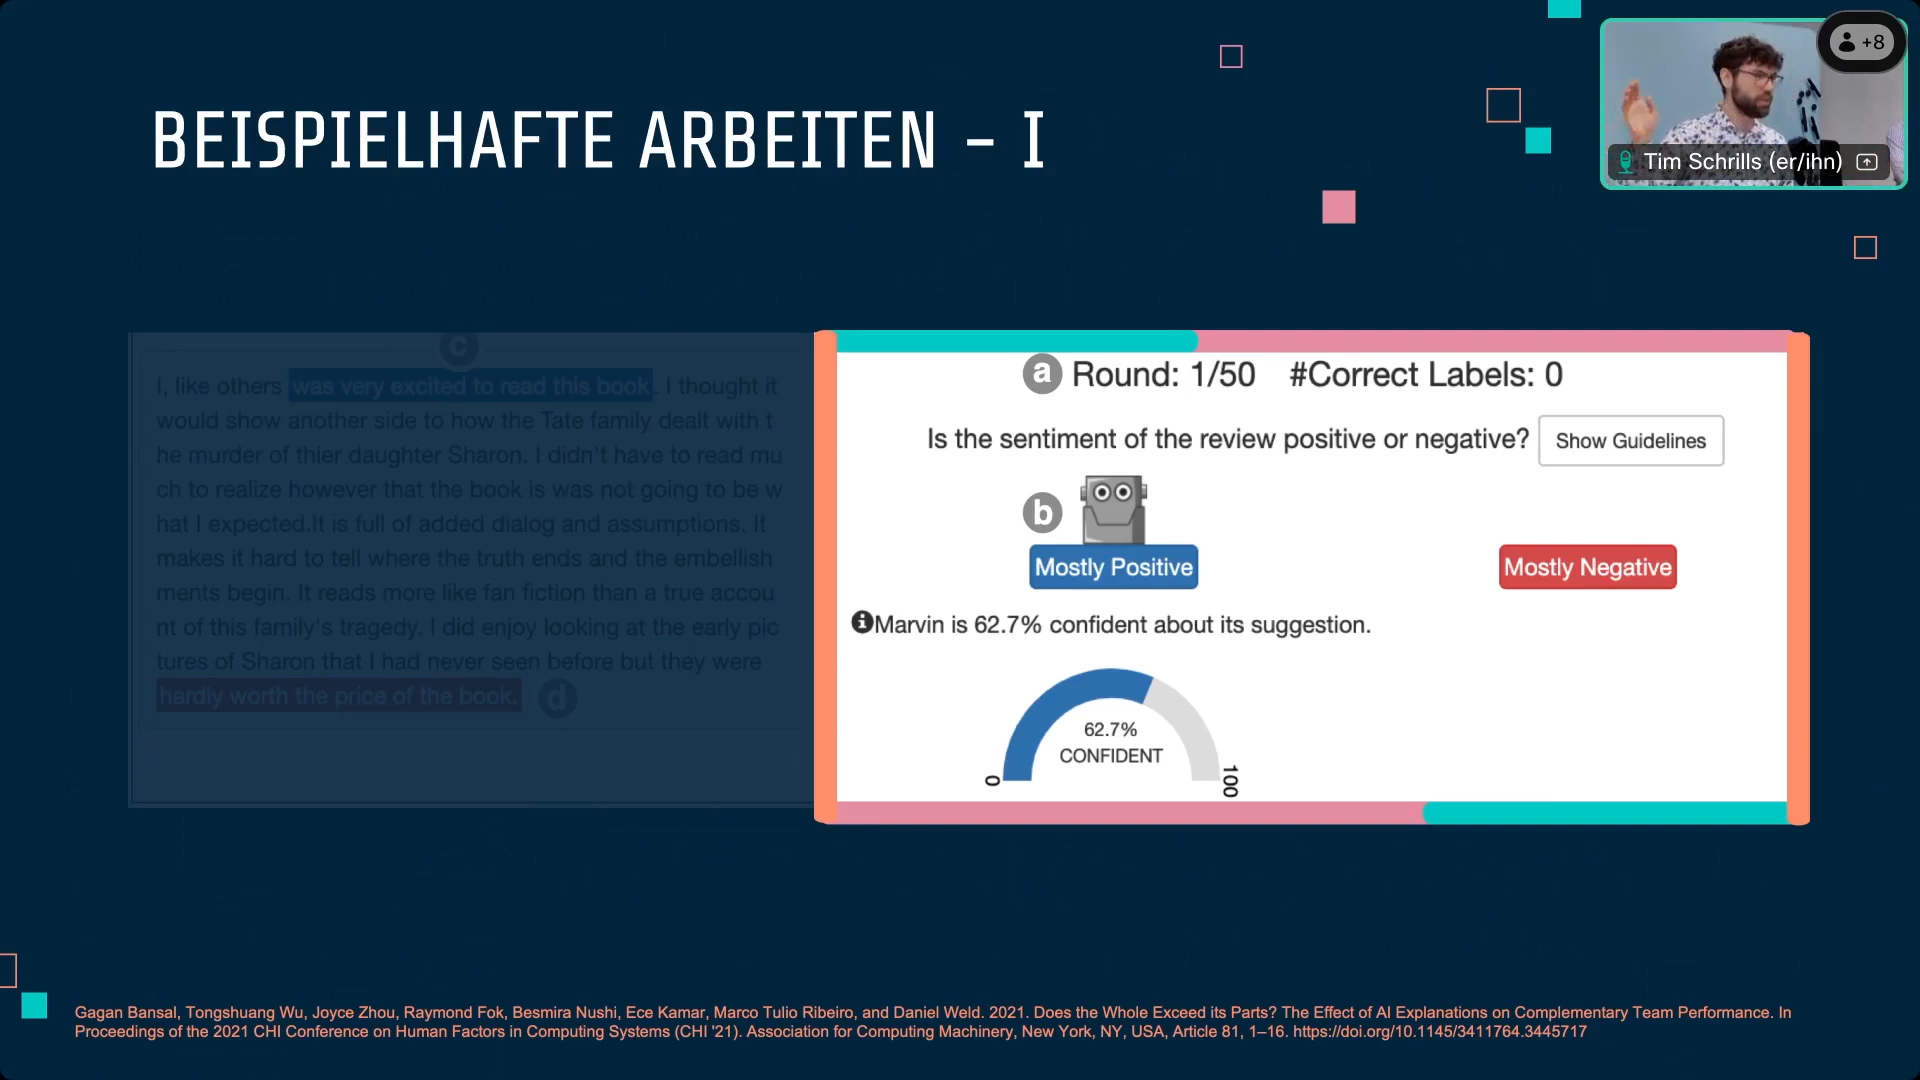 BEISPIELHAFTE ARBEITEN – I
+8
Tim Schrills (er/ihn)
c
I, like others was very excited to read this book. I thought it
would show another side to how the Tate family dealt with t
he murder of thier daughter Sharon. I didn't have to read mu
ch to realize however that the book is was not going to be w
hat I expected.It is full of added dialog and assumptions. It
makes it hard to tell where the truth ends and the embellish
ments begin. It reads more like fan fiction than a true accou
nt of this family's tragedy. I did enjoy looking at the early pic
tures of Sharon that I had never seen before but they were
hardly worth the price of the book. d
a Round: 1/50 #Correct Labels: 0
Is the sentiment of the review positive or negative? Show Guidelines
b
Mostly Positive Mostly Negative
Marvin is 62.7% confident about its suggestion.
62.7%
CONFIDENT
0 100
Gagan Bansal, Tongshuang Wu, Joyce Zhou, Raymond Fok, Besmira Nushi, Ece Kamar, Marco Tulio Ribeiro, and Daniel Weld. 2021. Does the Whole Exceed its Parts? The Effect of AI Explanations on Complementary Team Performance. In
Proceedings of the 2021 CHI Conference on Human Factors in Computing Systems (CHI '21). Association for Computing Machinery, New York, NY, USA, Article 81, 1–16. https://doi.org/10.1145/3411764.3445717